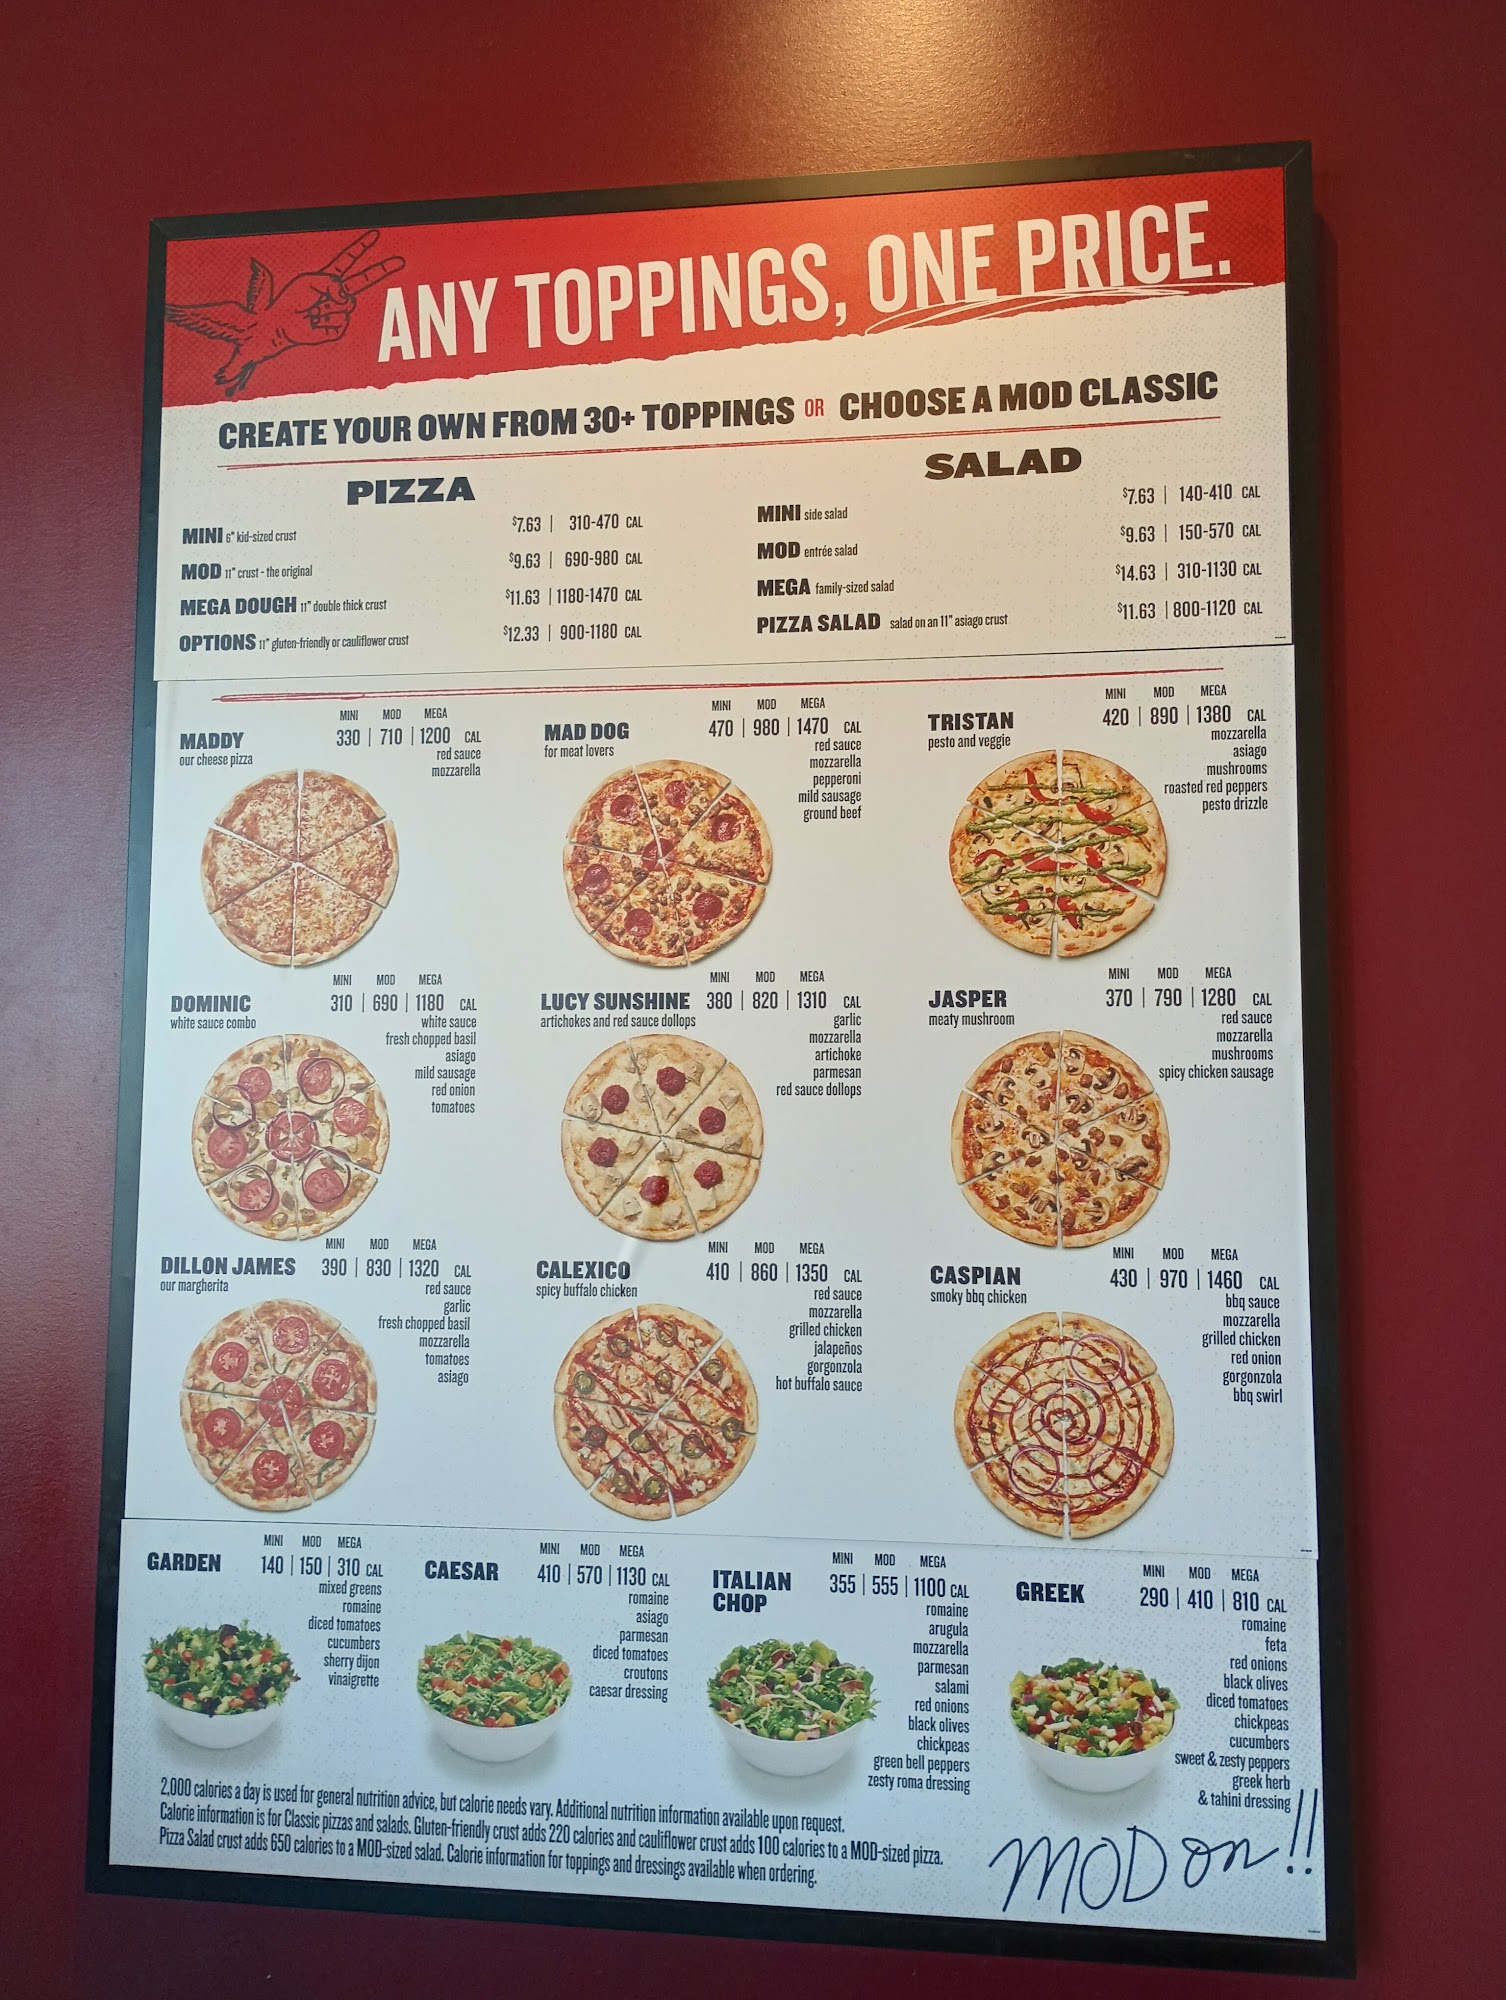 ANY TOPPINGS, ONE PRICE.
CREATE YOUR OWN FROM 30+ TOPPINGS OR CHOOSE A MOD CLASSIC
PIZZA
MINI 6" kid-sized crust $7.63 | 310-470 CAL
MOD 11" crust - the original $9.63 | 690-980 CAL
MEGA DOUGH 11" double thick crust $11.63 | 1180-1470 CAL
OPTIONS 11" gluten-friendly or cauliflower crust $12.33 | 900-1180 CAL
SALAD
MINI side salad $7.63 | 140-410 CAL
MOD entrée salad $9.63 | 150-570 CAL
MEGA family-sized salad $14.63 | 310-1130 CAL
PIZZA SALAD salad on an 11" asiago crust $11.63 | 800-1120 CAL
MINI MOD MEGA
MADDY 330 | 710 | 1200 CAL
our cheese pizza
red sauce
mozzarella
MINI MOD MEGA
MAD DOG 470 | 980 | 1470 CAL
for meat lovers
red sauce
mozzarella
pepperoni
mild sausage
ground beef
MINI MOD MEGA
TRISTAN 420 | 890 | 1380 CAL
pesto and veggie
mozzarella
asiago
mushrooms
roasted red peppers
pesto drizzle
MINI MOD MEGA
DOMINIC 310 | 690 | 1180 CAL
white sauce combo
white sauce
fresh chopped basil
asiago
mild sausage
red onion
tomatoes
MINI MOD MEGA
LUCY SUNSHINE 380 | 820 | 1310 CAL
artichokes and red sauce dollops
garlic
mozzarella
artichoke
parmesan
red sauce dollops
MINI MOD MEGA
JASPER 370 | 790 | 1280 CAL
meaty mushroom
red sauce
mozzarella
mushrooms
spicy chicken sausage
MINI MOD MEGA
DILLON JAMES 390 | 830 | 1320 CAL
our margherita
red sauce
garlic
fresh chopped basil
mozzarella
tomatoes
asiago
MINI MOD MEGA
CALEXICO 410 | 860 | 1350 CAL
spicy buffalo chicken
red sauce
mozzarella
grilled chicken
jalapeños
gorgonzola
hot buffalo sauce
MINI MOD MEGA
CASPIAN 430 | 970 | 1460 CAL
smoky bbq chicken
bbq sauce
mozzarella
grilled chicken
red onion
gorgonzola
bbq swirl
MINI MOD MEGA
GARDEN 140 | 150 | 310 CAL
mixed greens
romaine
diced tomatoes
cucumbers
sherry dijon
vinaigrette
MINI MOD MEGA
CAESAR 410 | 570 | 1130 CAL
romaine
asiago
parmesan
diced tomatoes
croutons
caesar dressing
MINI MOD MEGA
ITALIAN 355 | 555 | 1100 CAL
CHOP
romaine
arugula
mozzarella
parmesan
salami
red onions
black olives
chickpeas
green bell peppers
zesty roma dressing
MINI MOD MEGA
GREEK 290 | 410 | 810 CAL
romaine
feta
red onions
black olives
diced tomatoes
chickpeas
cucumbers
sweet & zesty peppers
greek herb
& tahini dressing
2,000 calories a day is used for general nutrition advice, but calorie needs vary. Additional nutrition information available upon request.
Calorie information is for Classic pizzas and salads. Gluten-friendly crust adds 220 calories and cauliflower crust adds 100 calories to a MOD-sized pizza.
Pizza Salad crust adds 650 calories to a MOD-sized salad. Calorie information for toppings and dressings available when ordering.
MOD on!!